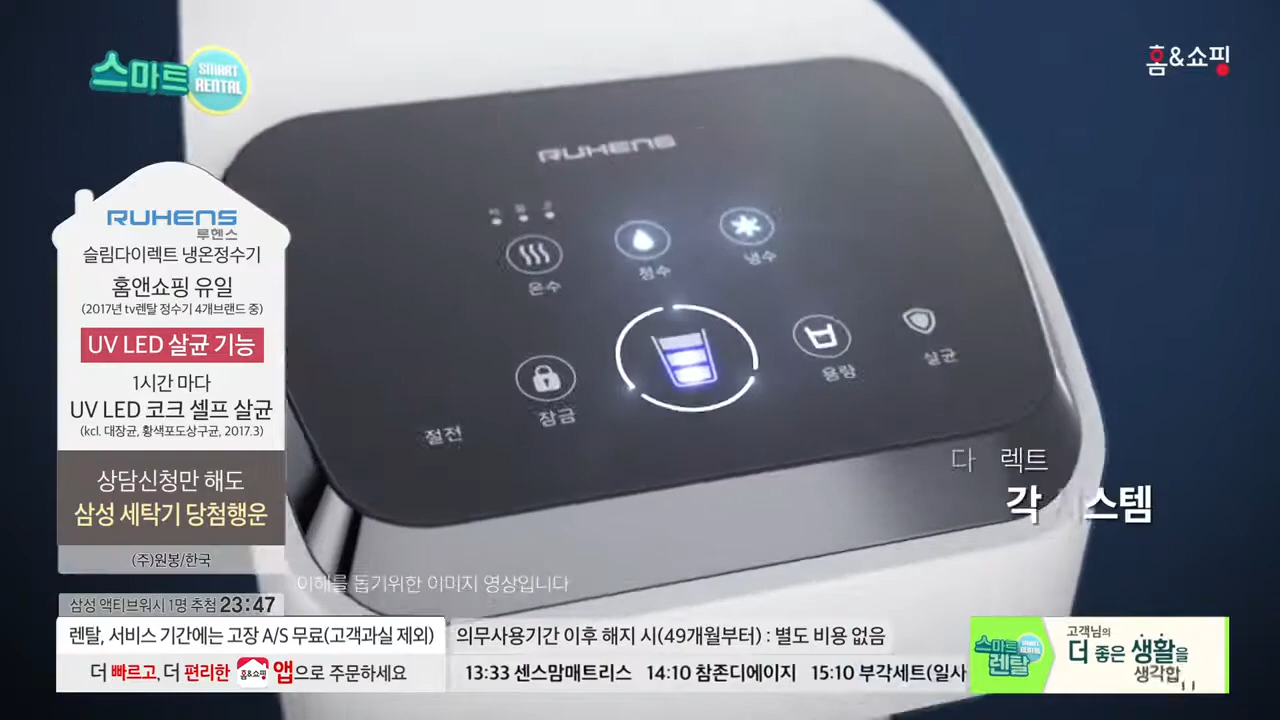 스마트
SMART
RENTAL
홈&쇼핑
RUHENS
온수
정수
냉수
잠금
용량
살균
절전
RUHENS
루헨스
슬림다이렉트 냉온정수기
홈앤쇼핑 유일
(2017년 tv렌탈 정수기 4개브랜드 중)
UV LED 살균 기능
1시간 마다
UV LED 코크 셀프 살균
(kcl. 대장균, 황색포도상구균, 2017.3)
상담신청만 해도
삼성 세탁기 당첨행운
(주)원봉/한국
다 렉트
각 스템
이해를 돕기위한 이미지 영상입니다
삼성 액티브워시 1명 추첨 23:47
렌탈, 서비스 기간에는 고장 A/S 무료(고객과실 제외)
의무사용기간 이후 해지 시(49개월부터) : 별도 비용 없음
더 빠르고, 더 편리한 홈&쇼핑 앱으로 주문하세요
13:33 센스맘매트리스 14:10 참존디에이지 15:10 부각세트(일사
스마트
렌탈
SMART
RENTAL
고객님의
더 좋은 생활을
생각합